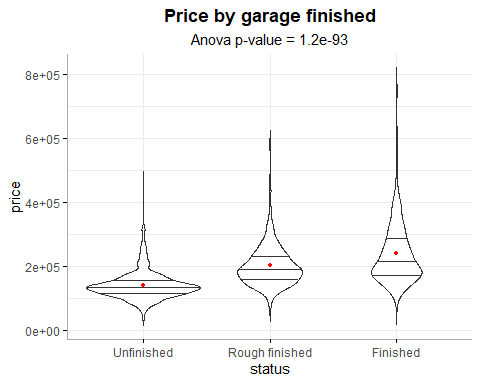 Price by garage finished
Anova p-value = 1.2e-93
price
8e+05
6e+05
4e+05
2e+05
0e+00
Unfinished
Rough finished
Finished
status